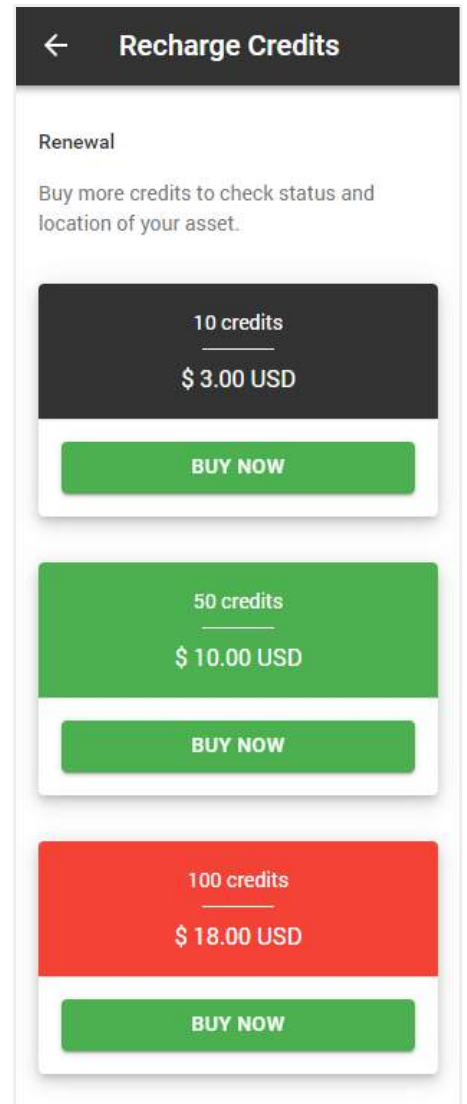 Recharge Credits
Renewal
Buy more credits to check status and
location of your asset.
10 credits
$ 3.00 USD
BUY NOW
50 credits
$ 10.00 USD
BUY NOW
100 credits
$ 18.00 USD
BUY NOW